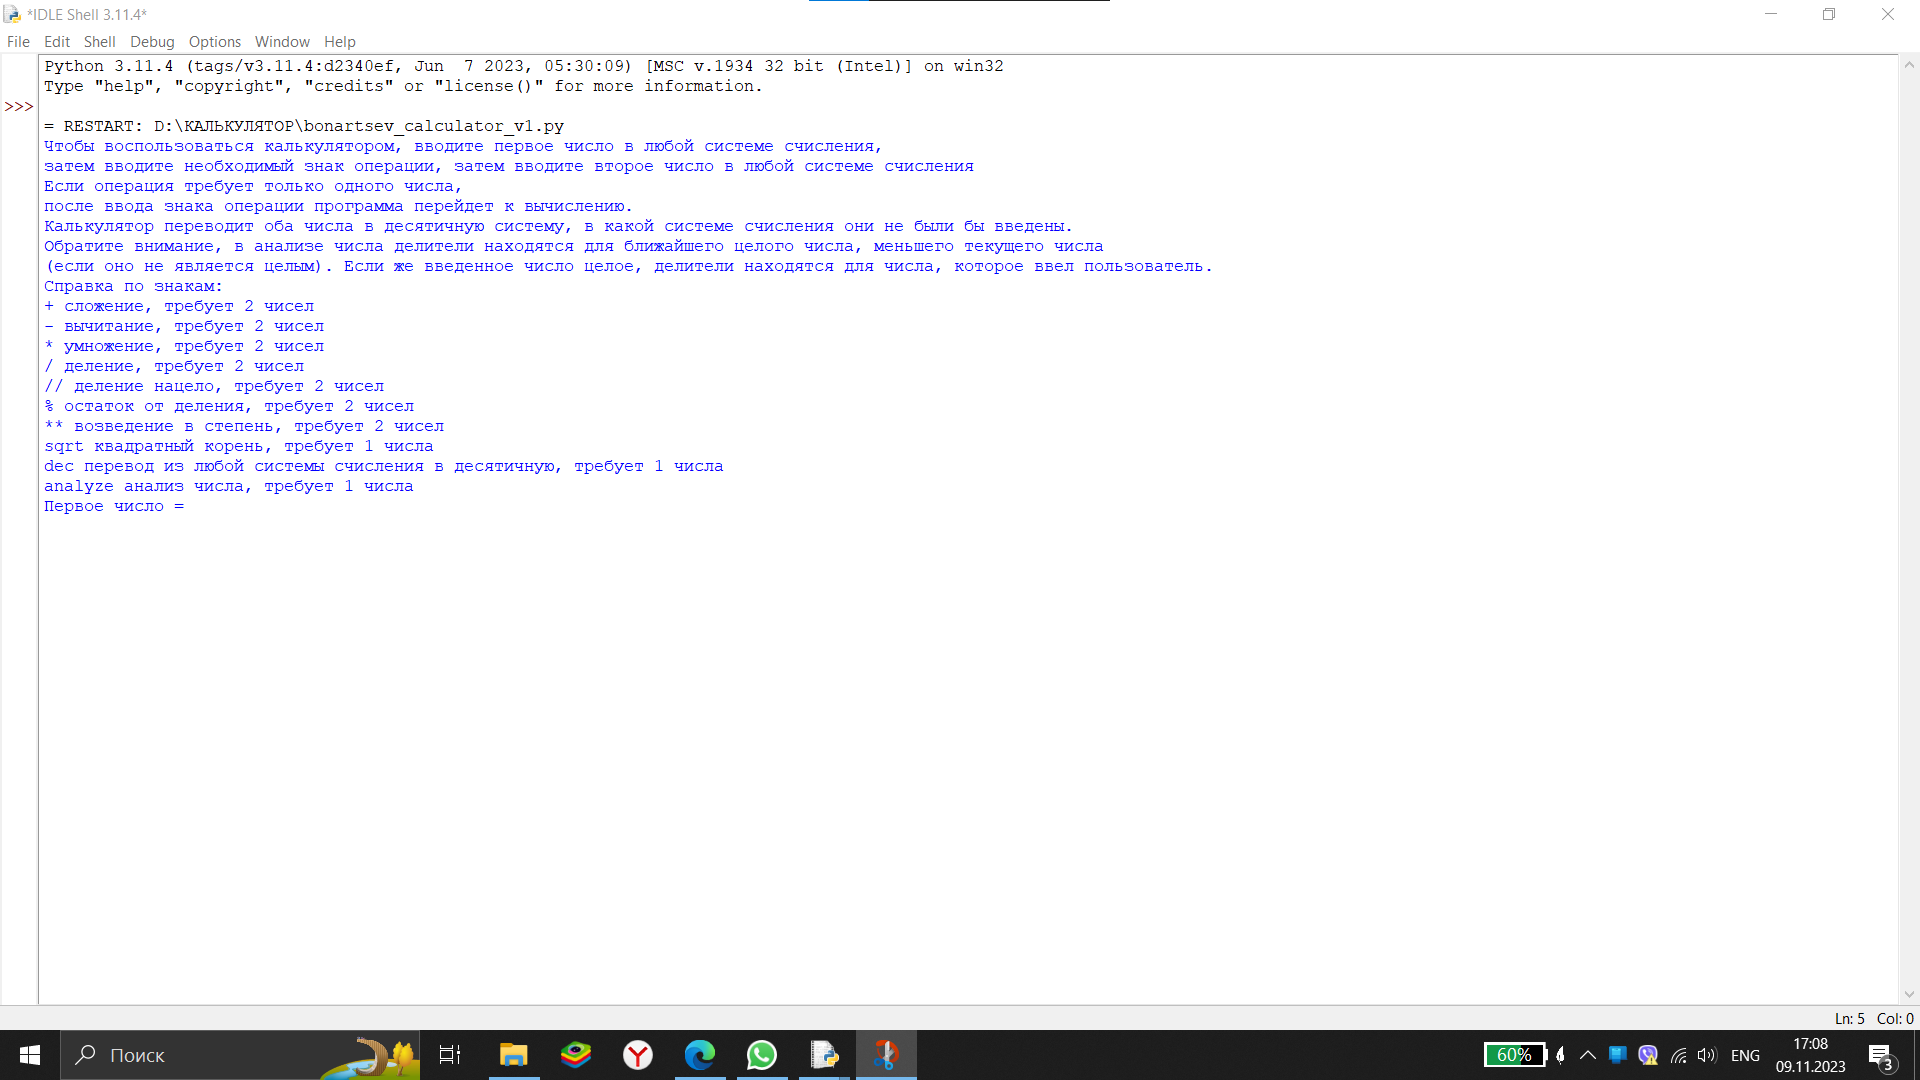 *IDLE Shell 3.11.4*
File Edit Shell Debug Options Window Help
Python 3.11.4 (tags/v3.11.4:d2340ef, Jun  7 2023, 05:30:09) [MSC v.1934 32 bit (Intel)] on win32
Type "help", "copyright", "credits" or "license()" for more information.
>>>
= RESTART: D:\КАЛЬКУЛЯТОР\bonartsev_calculator_v1.py
Чтобы воспользоваться калькулятором, вводите первое число в любой системе счисления,
затем вводите необходимый знак операции, затем вводите второе число в любой системе счисления
Если операция требует только одного числа,
после ввода знака операции программа перейдет к вычислению.
Калькулятор переводит оба числа в десятичную систему, в какой системе счисления они не были бы введены.
Обратите внимание, в анализе числа делители находятся для ближайшего целого числа, меньшего текущего числа
(если оно не является целым). Если же введенное число целое, делители находятся для числа, которое ввел пользователь.
Справка по знакам:
+ сложение, требует 2 чисел
- вычитание, требует 2 чисел
* умножение, требует 2 чисел
/ деление, требует 2 чисел
// деление нацело, требует 2 чисел
% остаток от деления, требует 2 чисел
** возведение в степень, требует 2 чисел
sqrt квадратный корень, требует 1 числа
dec перевод из любой системы счисления в десятичную, требует 1 числа
analyze анализ числа, требует 1 числа
Первое число =
Ln: 5 Col: 0
Поиск
60%
ENG
17:08
09.11.2023
3